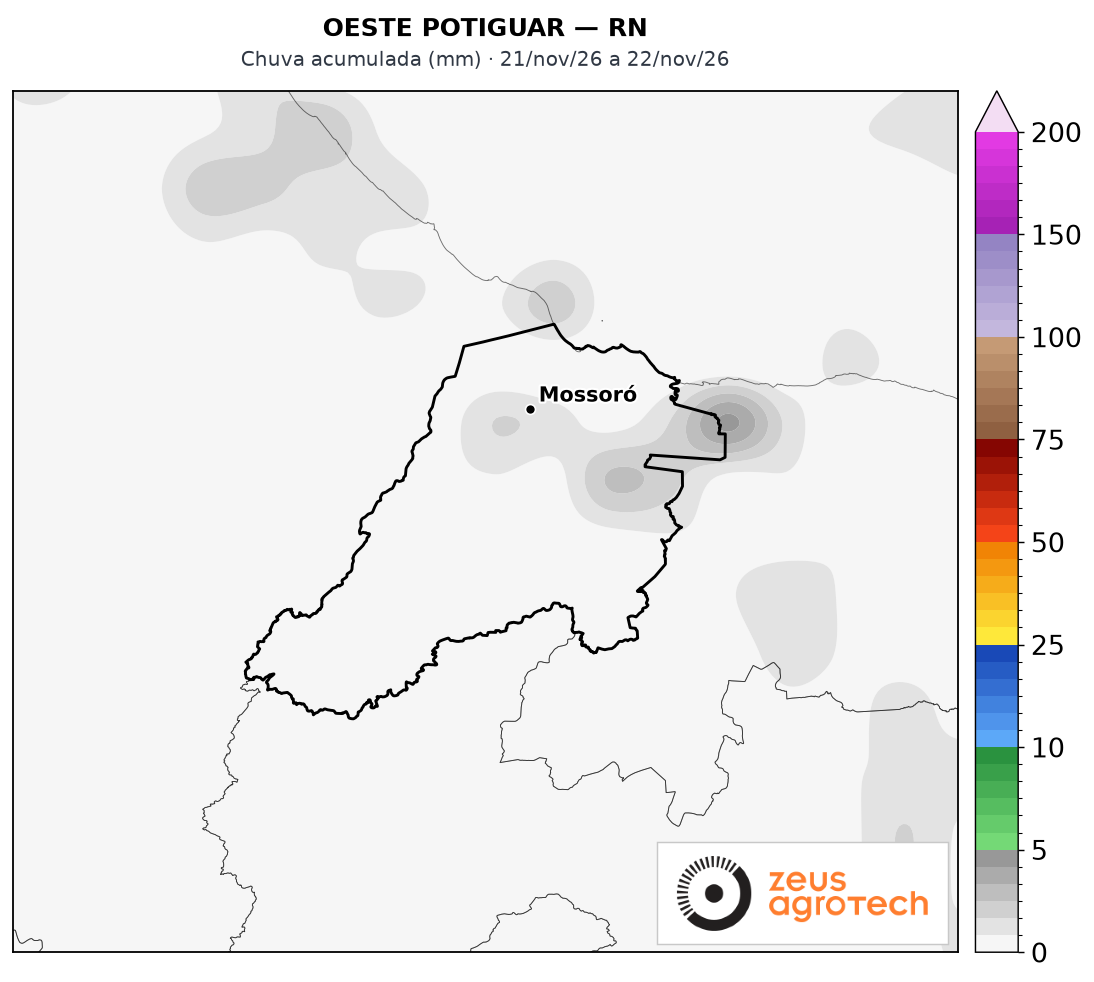 OESTE POTIGUAR — RN
Chuva acumulada (mm) · 21/nov/26 a 22/nov/26
200
150
100
75
50
25
10
5
0
Mossoró
zeus
agrotech